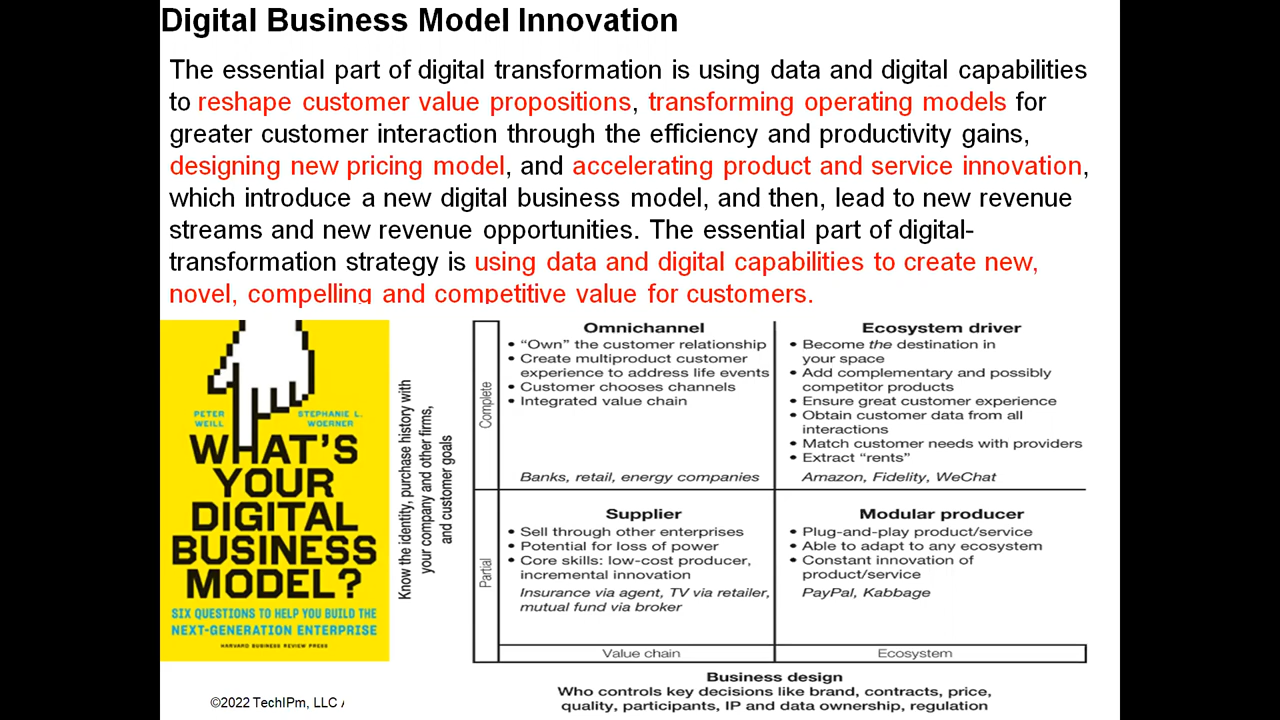 Digital Business Model Innovation
The essential part of digital transformation is using data and digital capabilities
to reshape customer value propositions, transforming operating models for
greater customer interaction through the efficiency and productivity gains,
designing new pricing model, and accelerating product and service innovation,
which introduce a new digital business model, and then, lead to new revenue
streams and new revenue opportunities. The essential part of digital-
transformation strategy is using data and digital capabilities to create new,
novel, compelling and competitive value for customers.
PETER
WEILL
STEPHANIE L.
WOERNER
WHAT'S
YOUR
DIGITAL
BUSINESS
MODEL?
SIX QUESTIONS TO HELP YOU BUILD THE
NEXT-GENERATION ENTERPRISE
HARVARD BUSINESS REVIEW PRESS
Know the identity, purchase history with
your company and other firms,
and customer goals
Complete
Omnichannel
• “Own” the customer relationship
• Create multiproduct customer
experience to address life events
• Customer chooses channels
• Integrated value chain
Banks, retail, energy companies
Ecosystem driver
• Become the destination in
your space
• Add complementary and possibly
competitor products
• Ensure great customer experience
• Obtain customer data from all
interactions
• Match customer needs with providers
• Extract “rents”
Amazon, Fidelity, WeChat
Partial
Supplier
• Sell through other enterprises
• Potential for loss of power
• Core skills: low-cost producer,
incremental innovation
Insurance via agent, TV via retailer,
mutual fund via broker
Modular producer
• Plug-and-play product/service
• Able to adapt to any ecosystem
• Constant innovation of
product/service
PayPal, Kabbage
Value chain
Ecosystem
Business design
Who controls key decisions like brand, contracts, price,
quality, participants, IP and data ownership, regulation
©2022 TechIPm, LLC